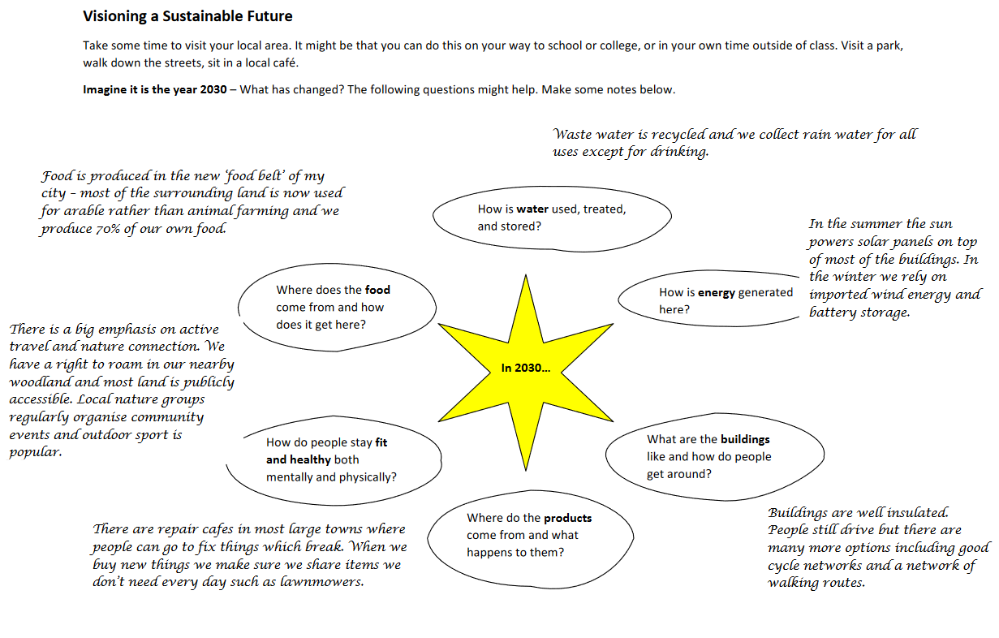 Visioning a Sustainable Future
Take some time to visit your local area. It might be that you can do this on your way to school or college, or in your own time outside of class. Visit a park,
walk down the streets, sit in a local café.
Imagine it is the year 2030 – What has changed? The following questions might help. Make some notes below.
Waste water is recycled and we collect rain water for all
uses except for drinking.
Food is produced in the new 'food belt' of my
city – most of the surrounding land is now used
for arable rather than animal farming and we
produce 70% of our own food.
How is water used, treated,
and stored?
In the summer the sun
powers solar panels on top
of most of the buildings. In
the winter we rely on
imported wind energy and
battery storage.
Where does the food
come from and how
does it get here?
How is energy generated
here?
There is a big emphasis on active
travel and nature connection. We
have a right to roam in our nearby
woodland and most land is publicly
accessible. Local nature groups
regularly organise community
events and outdoor sport is
popular.
In 2030...
How do people stay fit
and healthy both
mentally and physically?
What are the buildings
like and how do people
get around?
Where do the products
come from and what
happens to them?
There are repair cafes in most large towns where
people can go to fix things which break. When we
buy new things we make sure we share items we
don't need every day such as lawnmowers.
Buildings are well insulated.
People still drive but there are
many more options including good
cycle networks and a network of
walking routes.